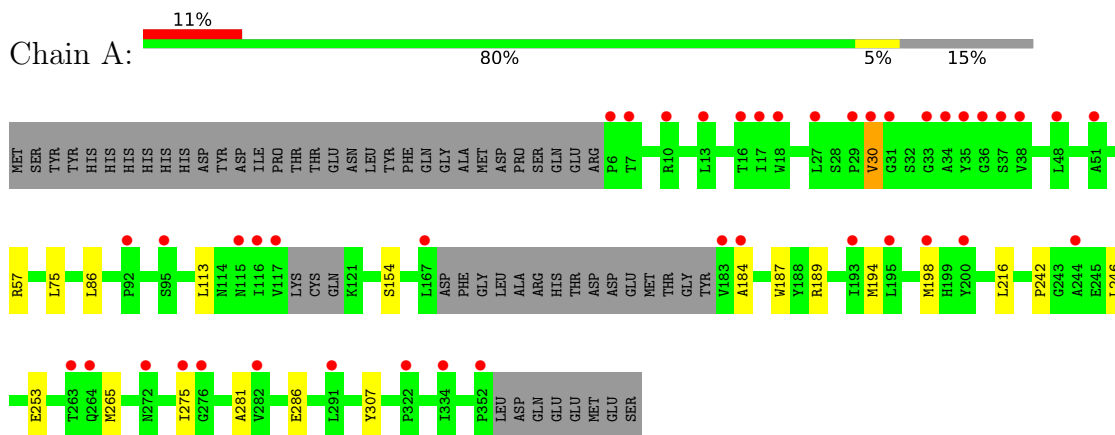 11%
Chain A:
80% 5% 15%
MET SER TYR TYR HIS HIS HIS HIS HIS HIS ASP TYR ASP ILE PRO THR THR GLU ASN LEU TYR PHE GLN GLY ALA MET ASP PRO SER GLN GLU ARG P6 T7 R10 L13 T16 I17 W18 L27 S28 P29 V30 G31 S32 G33 A34 Y35 G36 S37 V38 L48 A51
R57 L75 L86 P92 S95 L113 N114 N115 I116 V117 LYS CYS GLN K121 S154 L167 ASP PHE GLY LEU ALA ARG HIS THR ASP ASP GLU MET THR GLY TYR V183 A184 W187 Y188 R189 I193 M194 L195 M198 H199 Y200 L216 P242 G243 A244 E245 L246
E253 T263 Q264 M265 N272 I275 G276 A281 V282 E286 L291 Y307 P322 I334 P352 LEU ASP GLN GLU GLU MET GLU SER